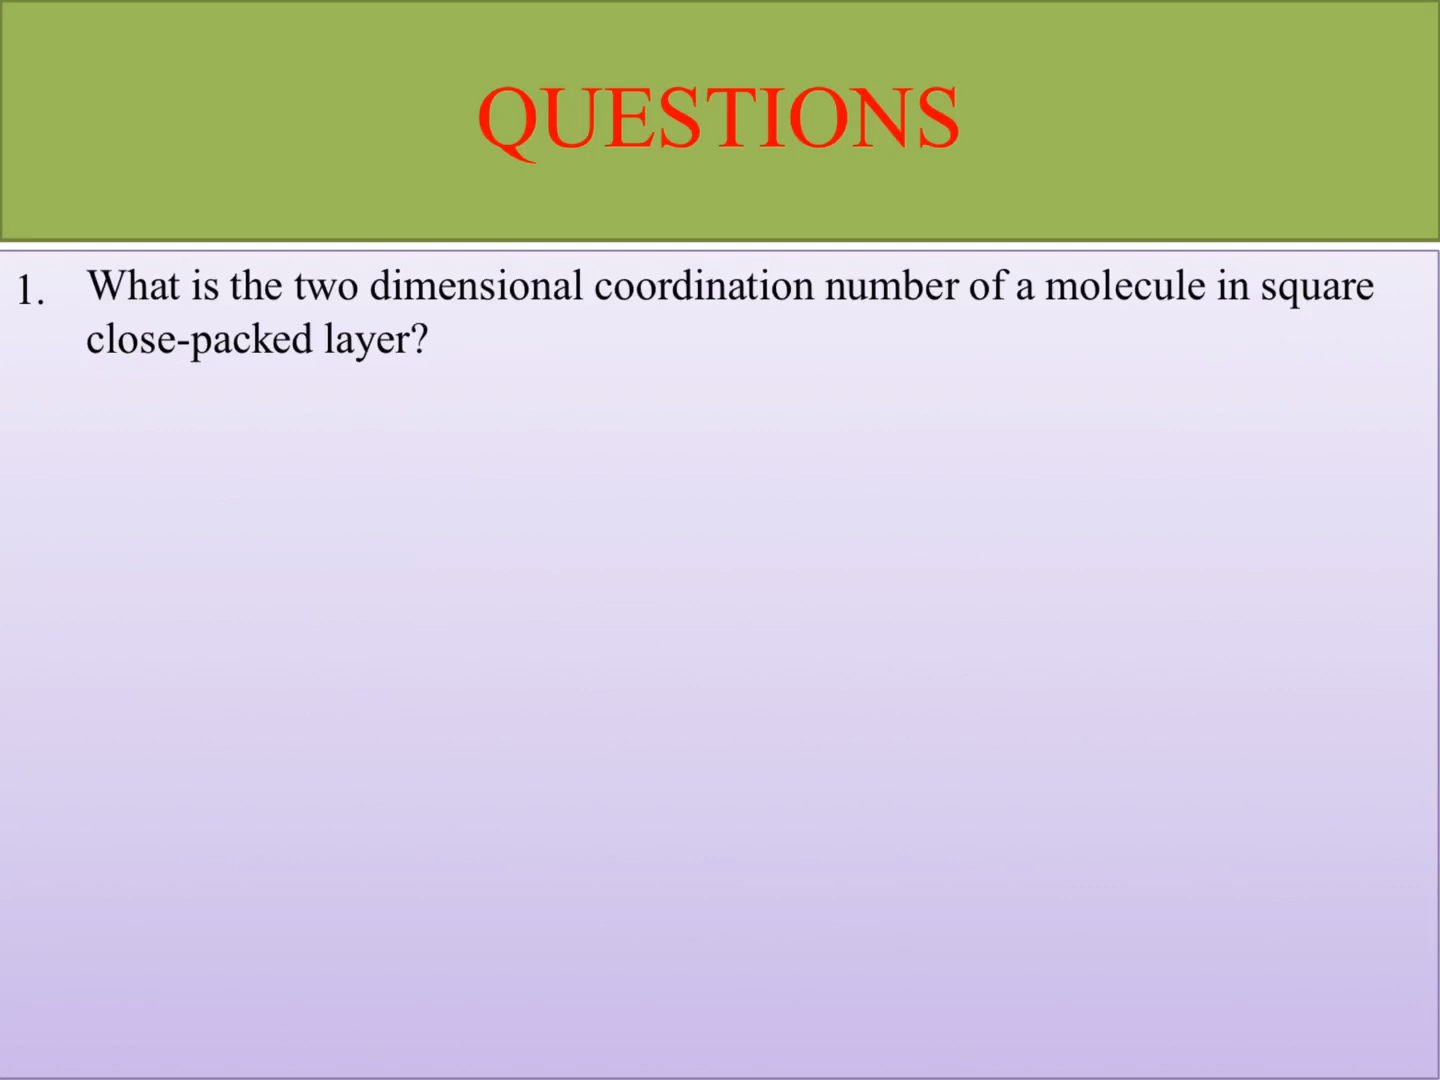 QUESTIONS
1. What is the two dimensional coordination number of a molecule in square
close-packed layer?